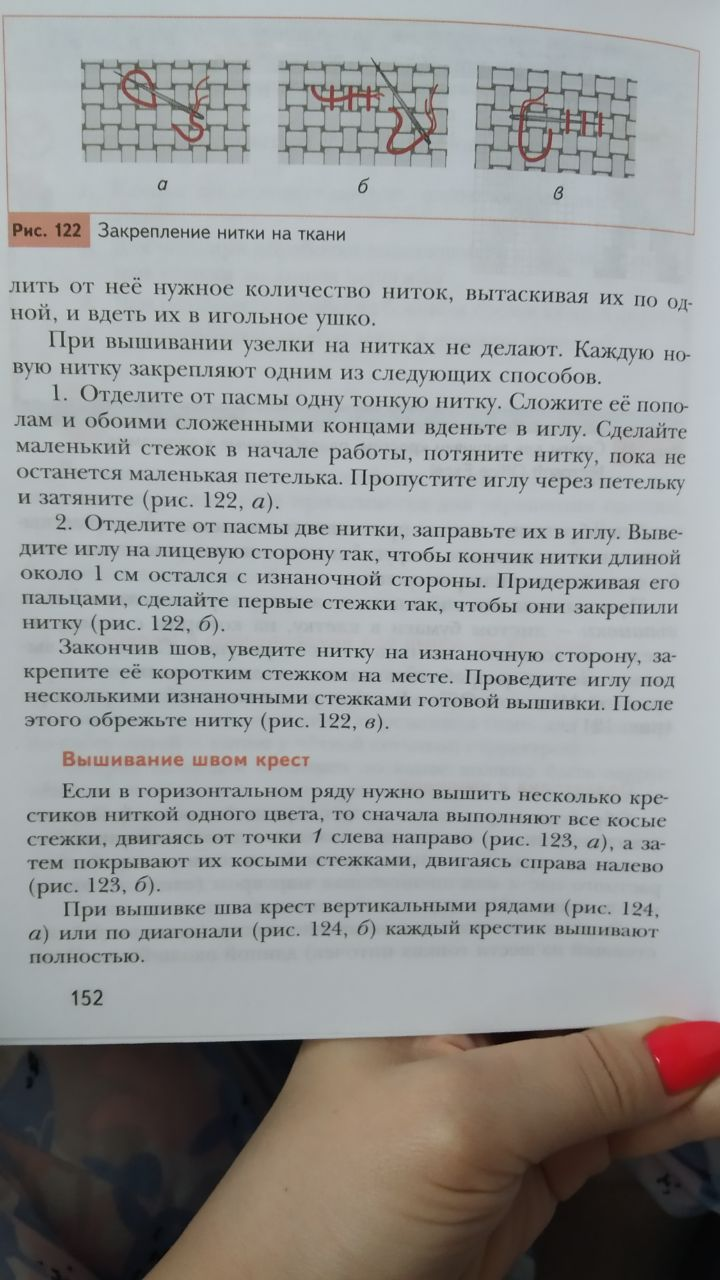 а
б
в
Рис. 122 Закрепление нитки на ткани
лить от неё нужное количество ниток, вытаскивая их по од-
ной, и вдеть их в игольное ушко.
При вышивании узелки на нитках не делают. Каждую но-
вую нитку закрепляют одним из следующих способов.
1. Отделите от пасмы одну тонкую нитку. Сложите её попо-
лам и обоими сложенными концами вденьте в иглу. Сделайте
маленький стежок в начале работы, потяните нитку, пока не
останется маленькая петелька. Пропустите иглу через петельку
и затяните (рис. 122, а).
2. Отделите от пасмы две нитки, заправьте их в иглу. Выве-
дите иглу на лицевую сторону так, чтобы кончик нитки длиной
около 1 см остался с изнаночной стороны. Придерживая его
пальцами, сделайте первые стежки так, чтобы они закрепили
нитку (рис. 122, б).
Закончив шов, уведите нитку на изнаночную сторону, за-
крепите её коротким стежком на месте. Проведите иглу под
несколькими изнаночными стежками готовой вышивки. После
этого обрежьте нитку (рис. 122, в).
Вышивание швом крест
Если в горизонтальном ряду нужно вышить несколько кре-
стиков ниткой одного цвета, то сначала выполняют все косые
стежки, двигаясь от точки 1 слева направо (рис. 123, а), а за-
тем покрывают их косыми стежками, двигаясь справа налево
(рис. 123, б).
При вышивке шва крест вертикальными рядами (рис. 124,
а) или по диагонали (рис. 124, б) каждый крестик вышивают
полностью.
152